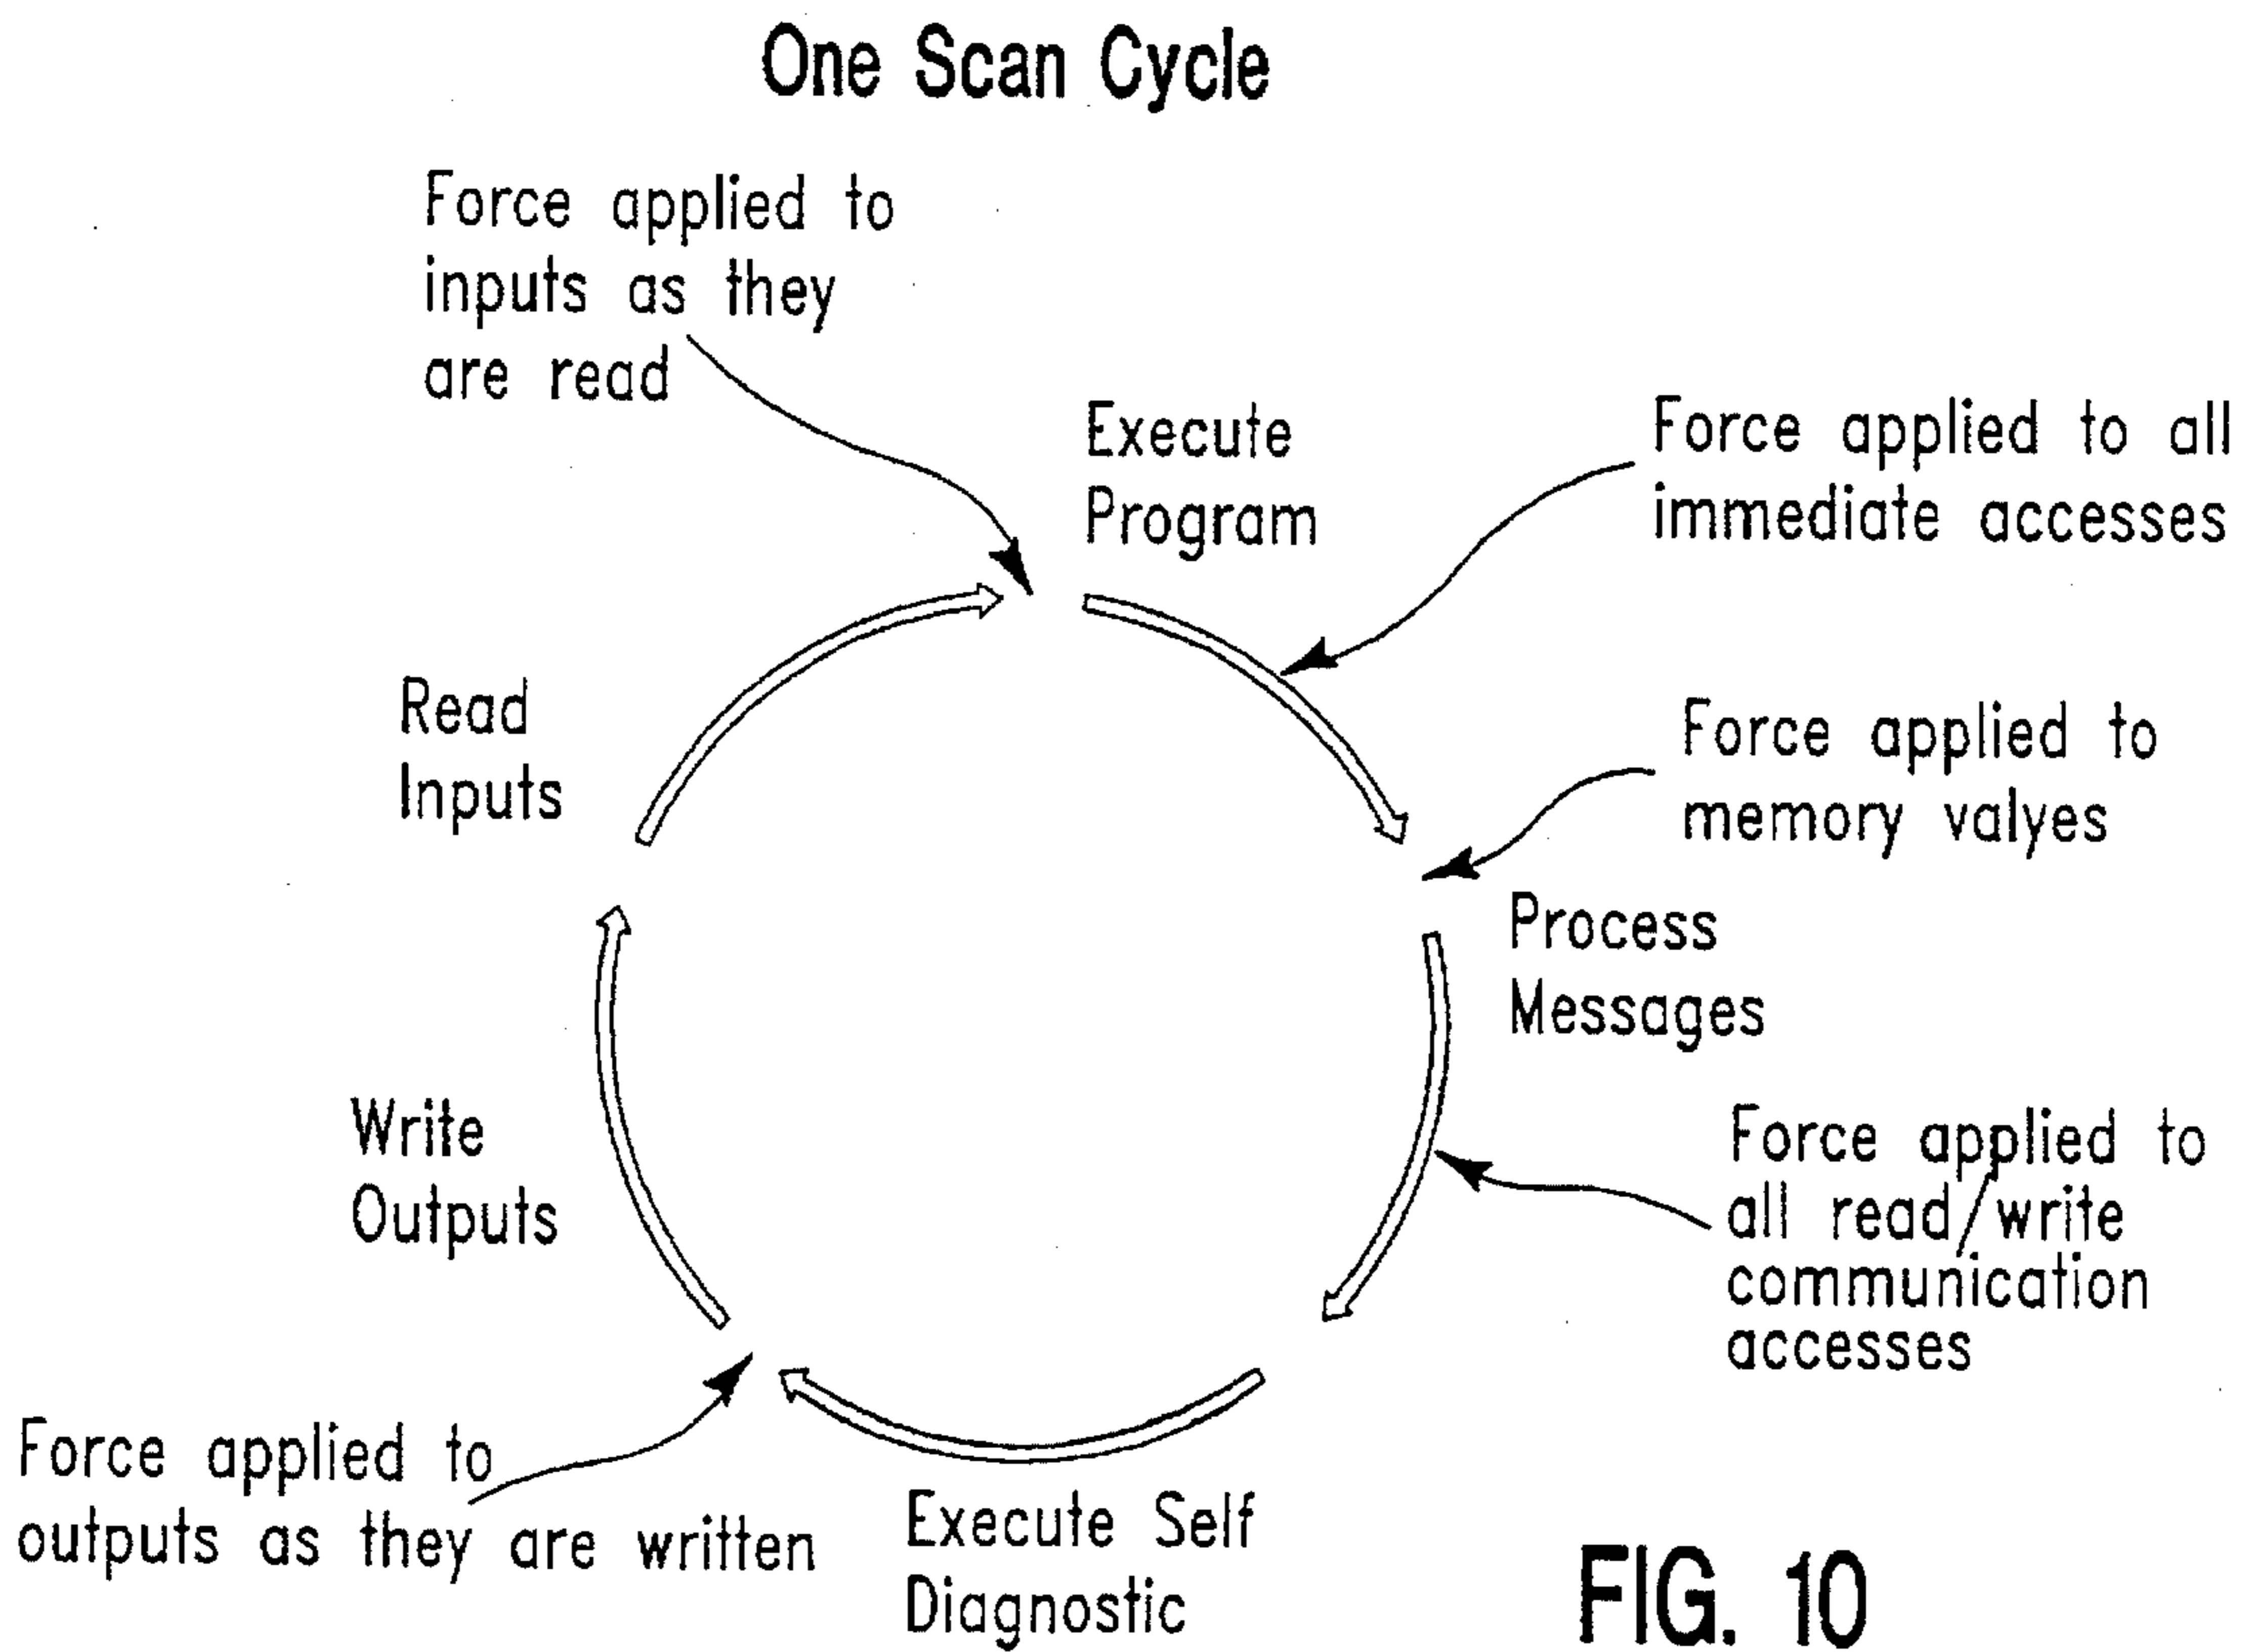 One Scan Cycle
Force applied to
inputs as they
are read
Execute
Program
Force applied to all
immediate accesses
Read
Inputs
Force applied to
memory valyes
Process
Messages
Write
Outputs
Force applied to
all read/write
communication
accesses
Force applied to
outputs as they are written
Execute Self
Diagnostic
FIG. 10